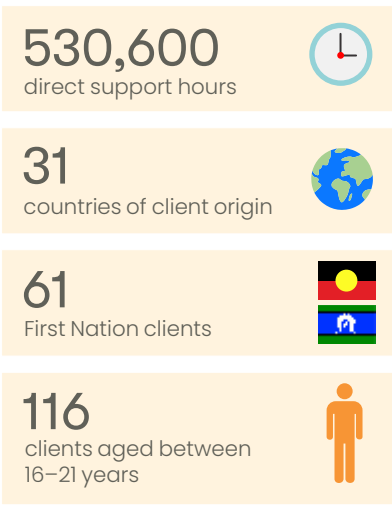 530,600
direct support hours
31
countries of client origin
61
First Nation clients
116
clients aged between
16–21 years